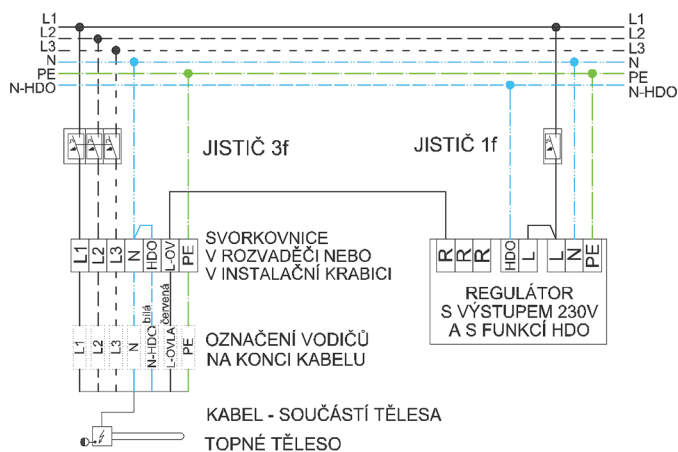 L1
L2
L3
N
PE
N-HDO
L1
L2
L3
N
PE
N-HDO
JISTIČ 3f
JISTIČ 1f
L1
L2
L3
N
HDO
L-OV
PE
SVORKOVNICE
V ROZVADĚČI NEBO
V INSTALAČNÍ KRABICI
R
R
R
HDO
L
L
N
PE
REGULÁTOR
S VÝSTUPEM 230V
A S FUNKCÍ HDO
bílá
červená
L1
L2
L3
N
N-HDO
L-OVLA
PE
OZNAČENÍ VODIČŮ
NA KONCI KABELU
KABEL - SOUČÁSTÍ TĚLESA
TOPNÉ TĚLESO